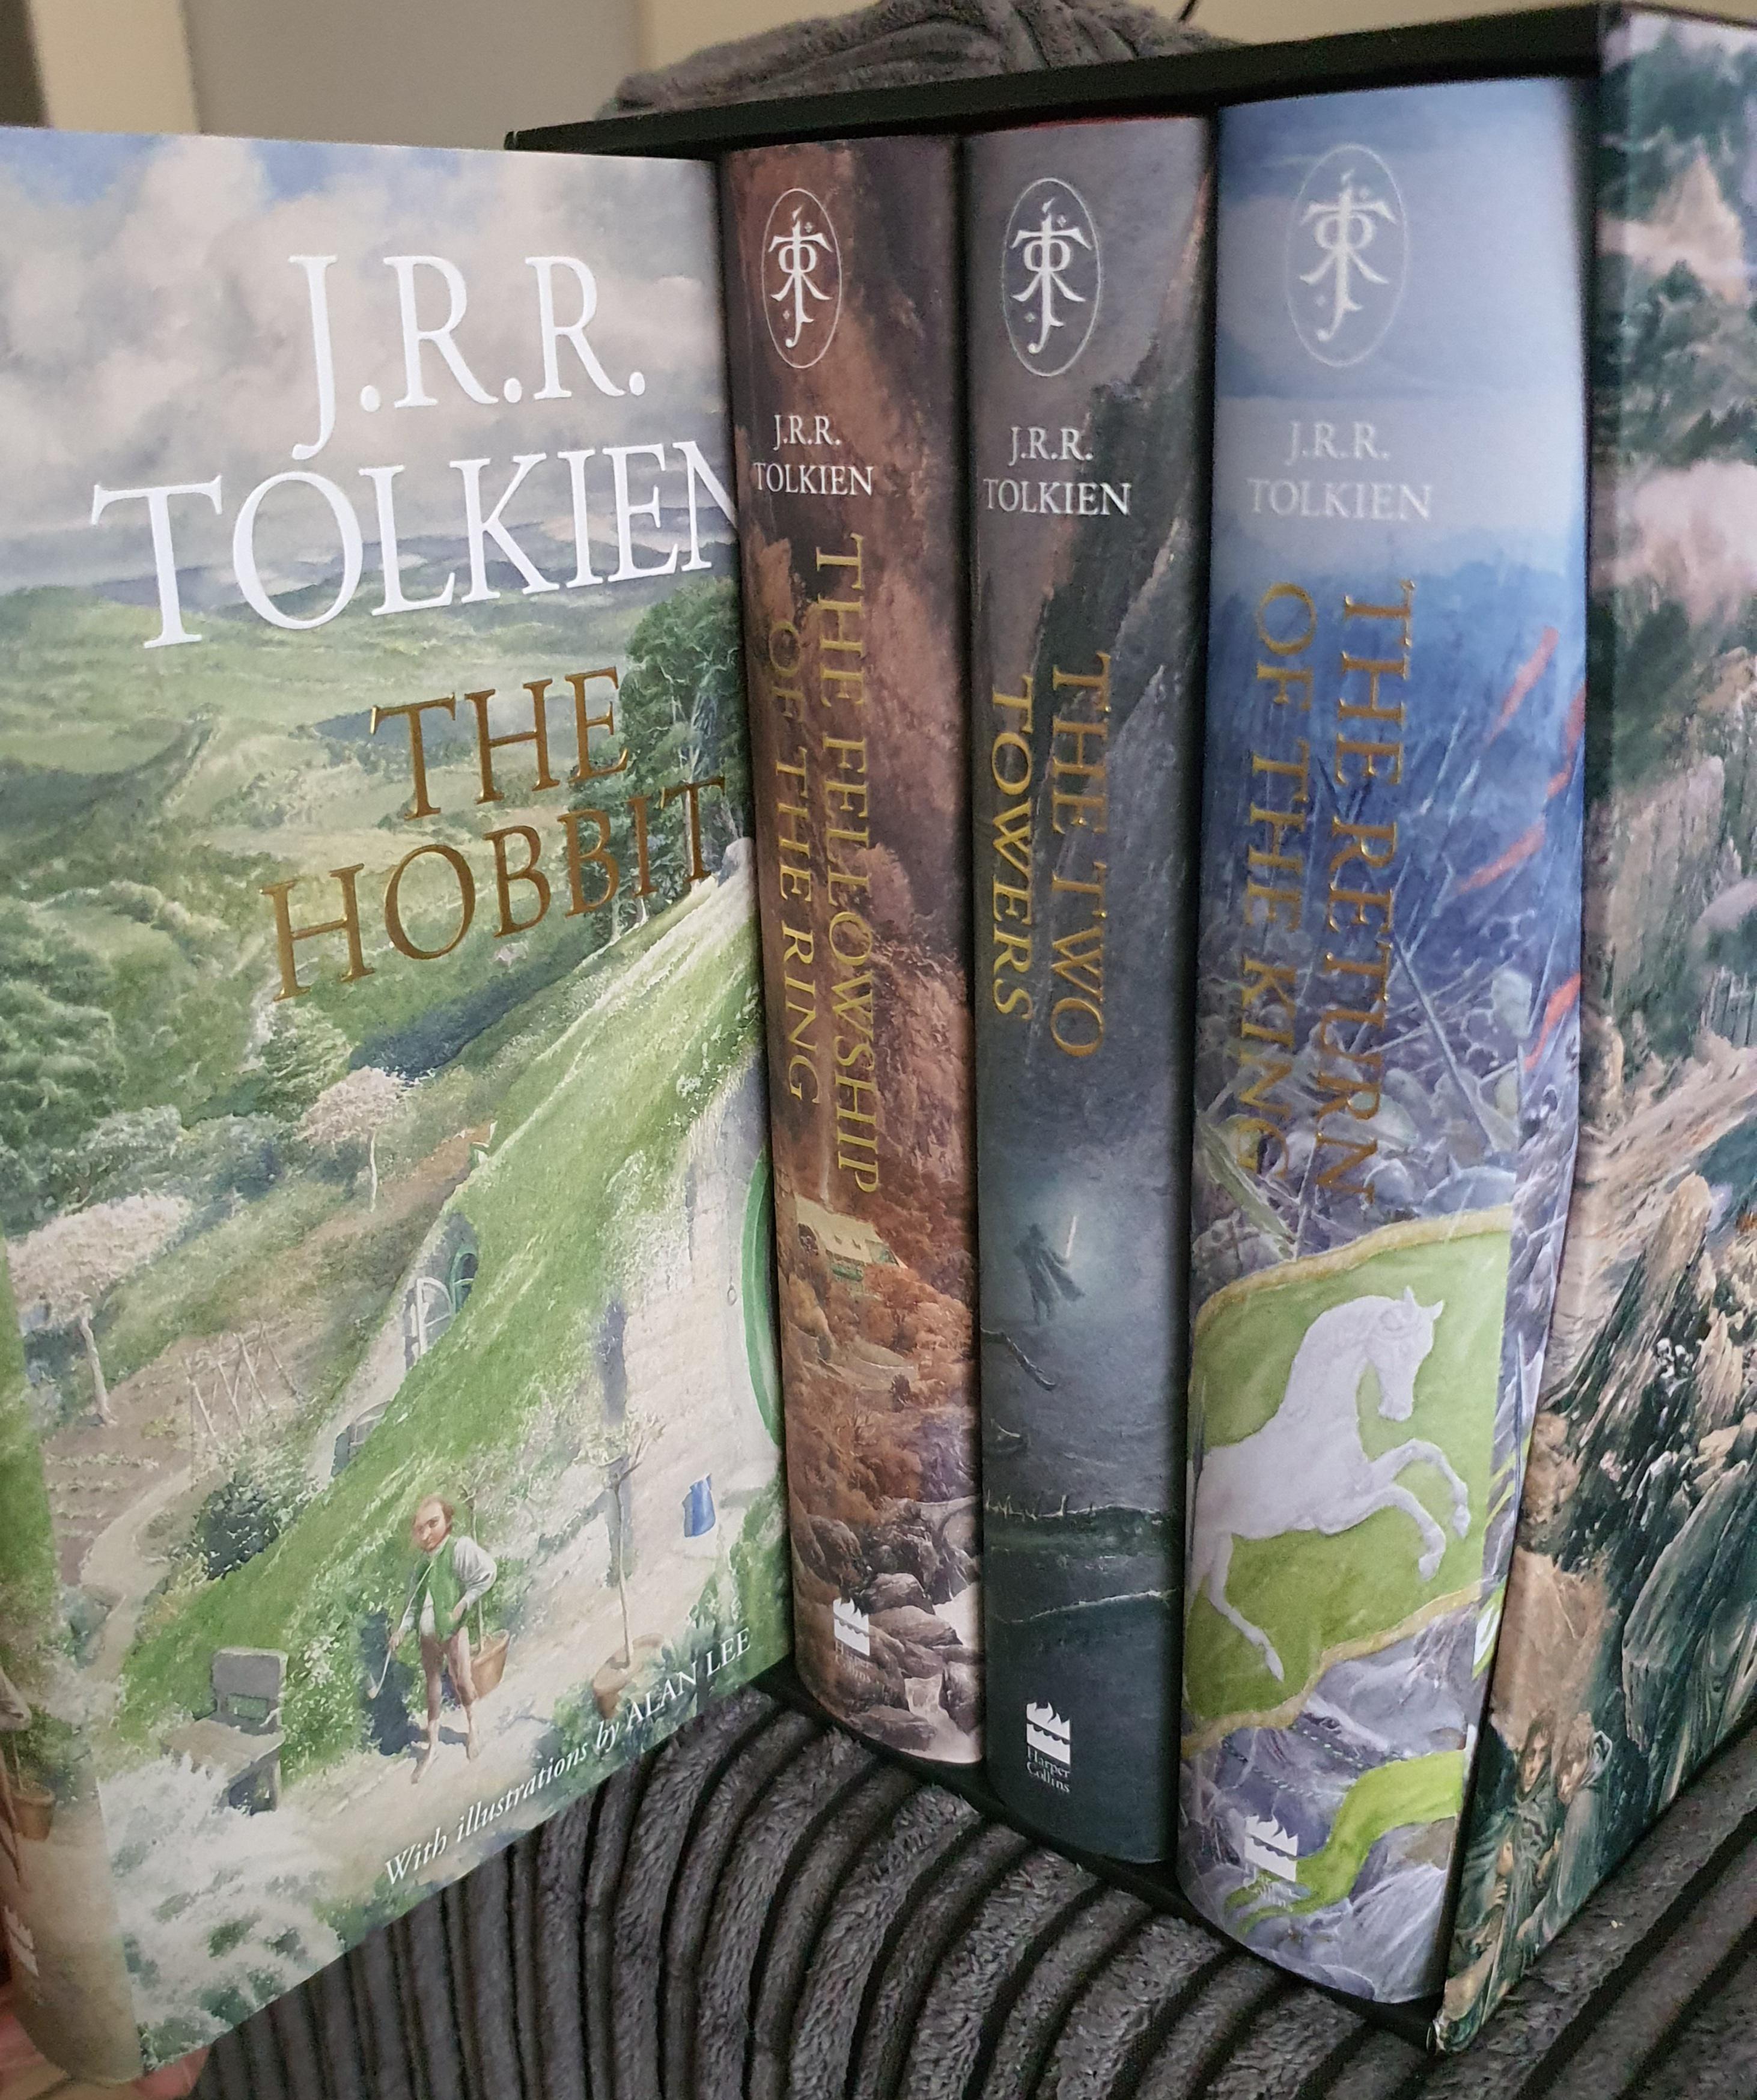 J.R.R.
TOLKIEN
THE
HOBBIT
With illustrations by ALAN LEE
J.R.R.
TOLKIEN
THE FELLOWSHIP
OF THE RING
J.R.R.
TOLKIEN
THE TWO
TOWERS
Harper
Collins
J.R.R.
TOLKIEN
THE RETURN
OF THE KING